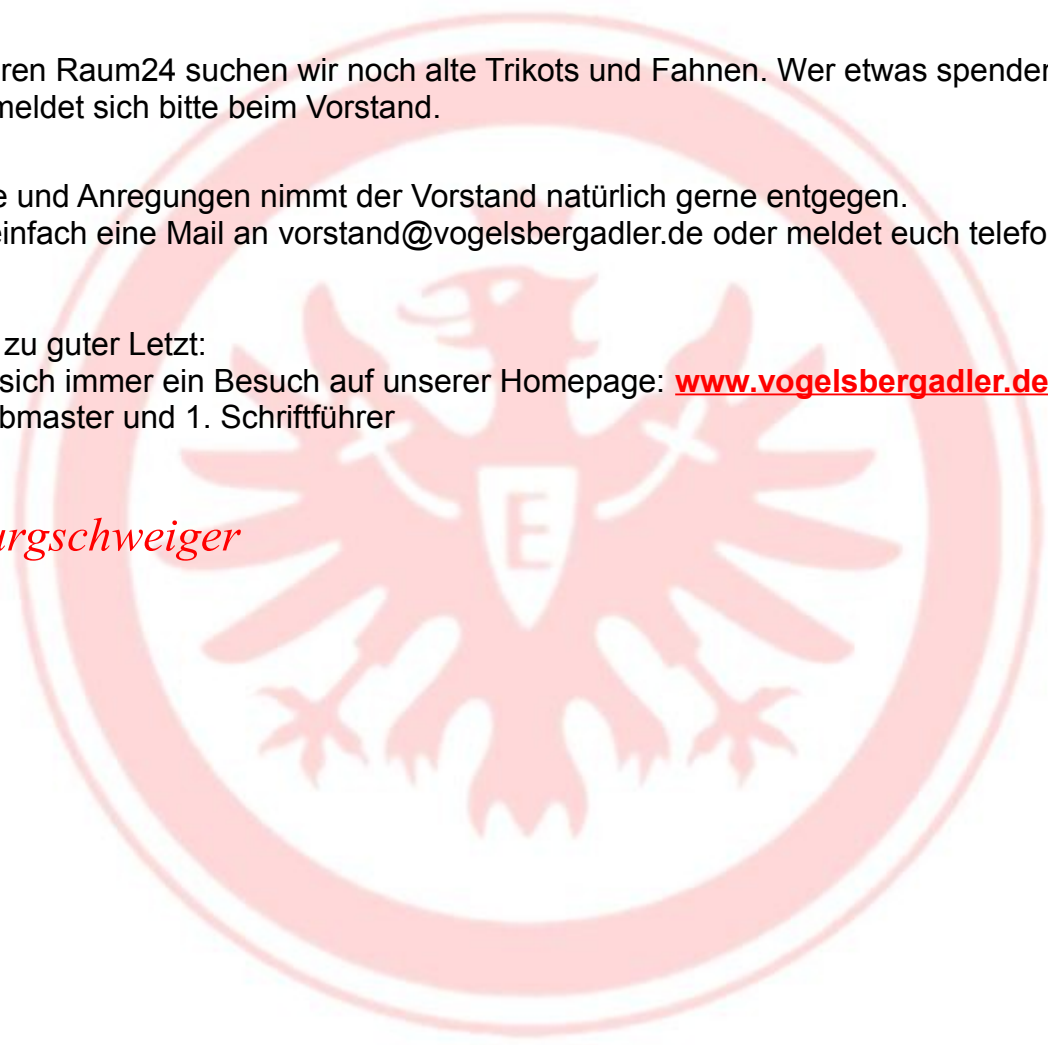 ren Raum24 suchen wir noch alte Trikots und Fahnen. Wer etwas spender
meldet sich bitte beim Vorstand.
e und Anregungen nimmt der Vorstand natürlich gerne entgegen.
einfach eine Mail an vorstand@vogelsbergadler.de oder meldet euch telefo
zu guter Letzt:
sich immer ein Besuch auf unserer Homepage: www.vogelsbergadler.de
bmaster und 1. Schriftführer
urgschweiger
E